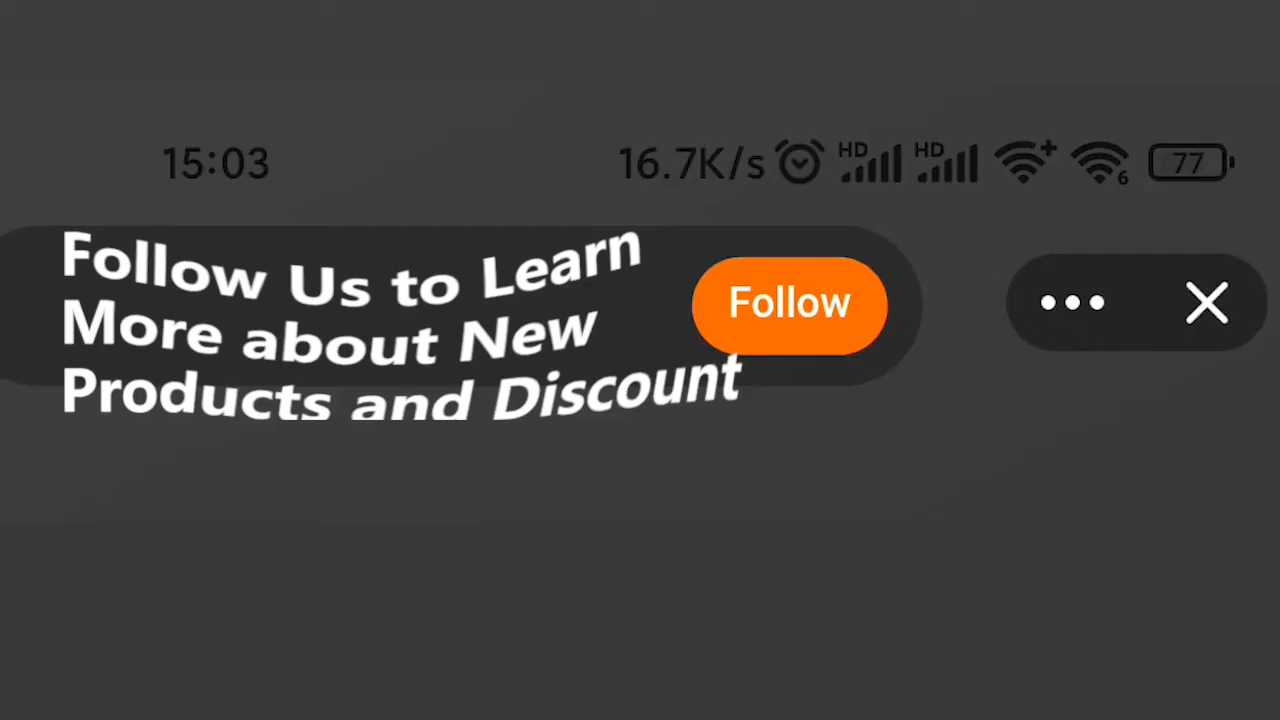 15:03 16.7K/s HD HD 6 77
Follow Us to Learn
More about New
Products and Discount
Follow